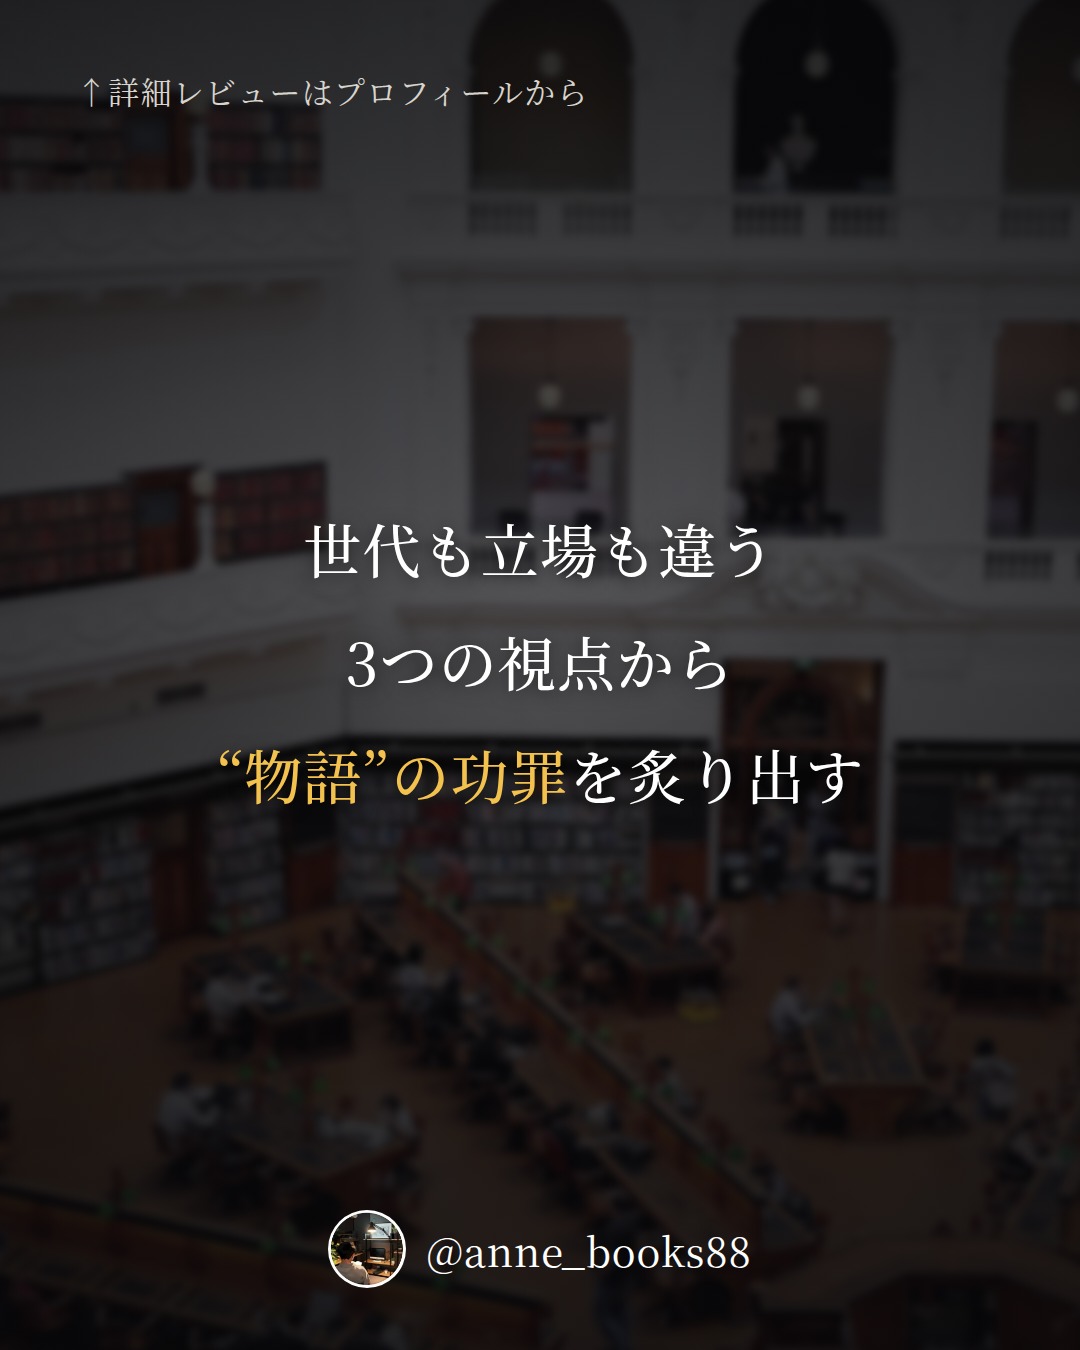 ↑詳細レビューはプロフィールから
世代も立場も違う
3つの視点から
“物語”の功罪を炙り出す
@anne_books88